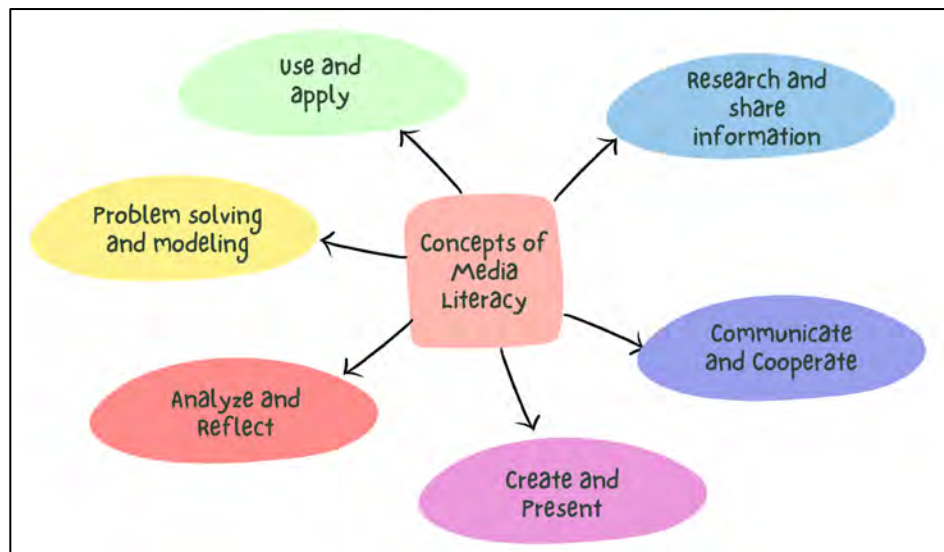 Use and
apply
Research and
share
information
Problem solving
and modeling
Concepts of
Media
Literacy
Communicate
and Cooperate
Analyze and
Reflect
Create and
Present